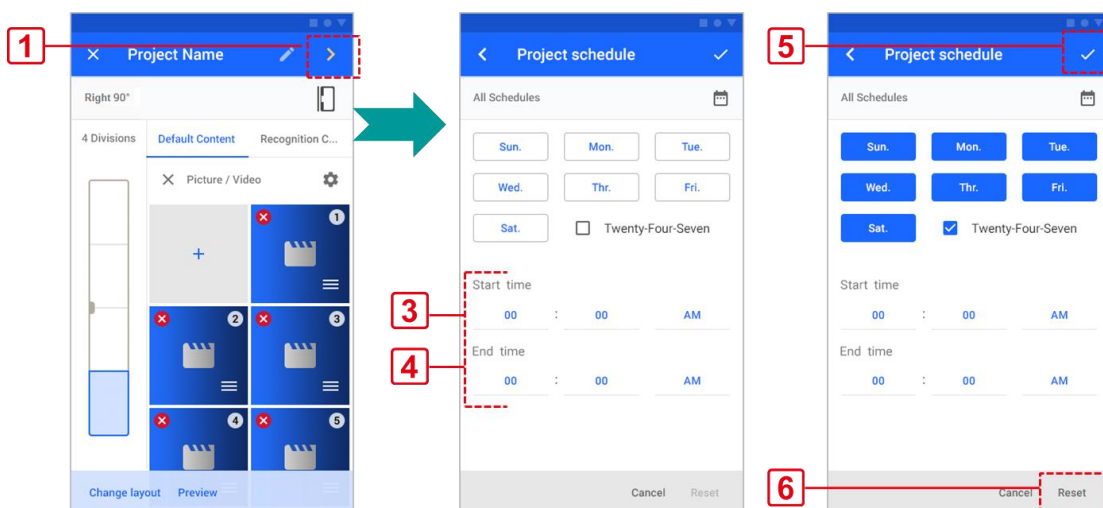 1
Project Name
Right 90°
4 Divisions
Default Content
Recognition C...
Picture / Video
+
1
2
3
4
5
Change layout
Preview
Project schedule
All Schedules
Sun.
Mon.
Tue.
Wed.
Thr.
Fri.
Sat.
Twenty-Four-Seven
3
Start time
00 : 00 AM
4
End time
00 : 00 AM
Cancel
Reset
5
Project schedule
All Schedules
Sun.
Mon.
Tue.
Wed.
Thr.
Fri.
Sat.
Twenty-Four-Seven
Start time
00 : 00 AM
End time
00 : 00 AM
6
Cancel
Reset